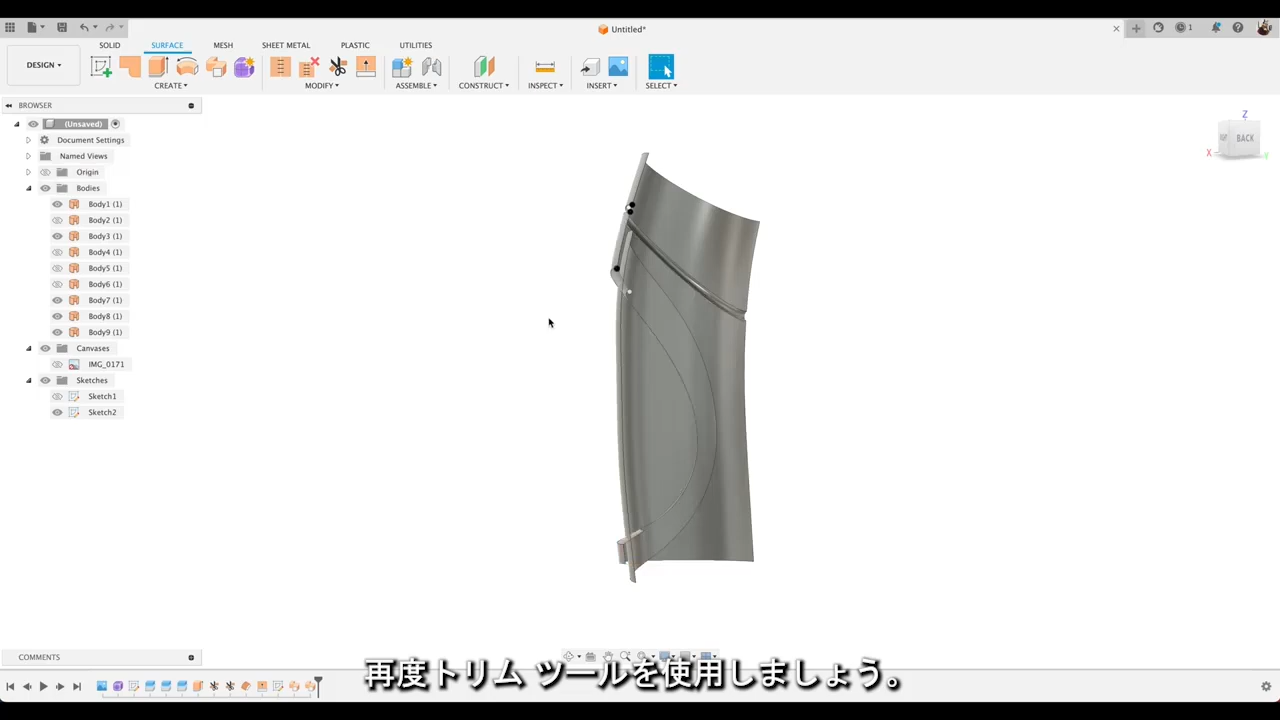 Untitled*
1
DESIGN
SOLID
SURFACE
MESH
SHEET METAL
PLASTIC
UTILITIES
CREATE
MODIFY
ASSEMBLE
CONSTRUCT
INSPECT
INSERT
SELECT
BROWSER
(Unsaved)
Document Settings
Named Views
Origin
Bodies
Body1 (1)
Body2 (1)
Body3 (1)
Body4 (1)
Body5 (1)
Body6 (1)
Body7 (1)
Body8 (1)
Body9 (1)
Canvases
IMG_0171
Sketches
Sketch1
Sketch2
Z
BACK
X
Y
COMMENTS
再度トリム ツールを使用しましょう。